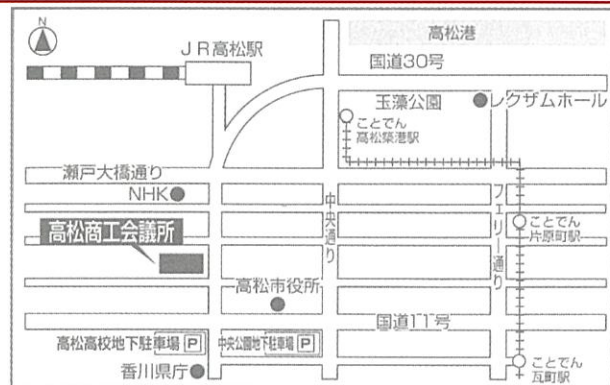 N
高松港
JR高松駅
国道30号
玉藻公園
レクザムホール
ことでん
高松築港駅
瀬戸大橋通り
NHK
中央通り
フェリー通り
ことでん
片原町駅
高松商工会議所
高松市役所
国道11号
高松高校地下駐車場 P
中央公園地下駐車場 P
香川県庁
ことでん
瓦町駅